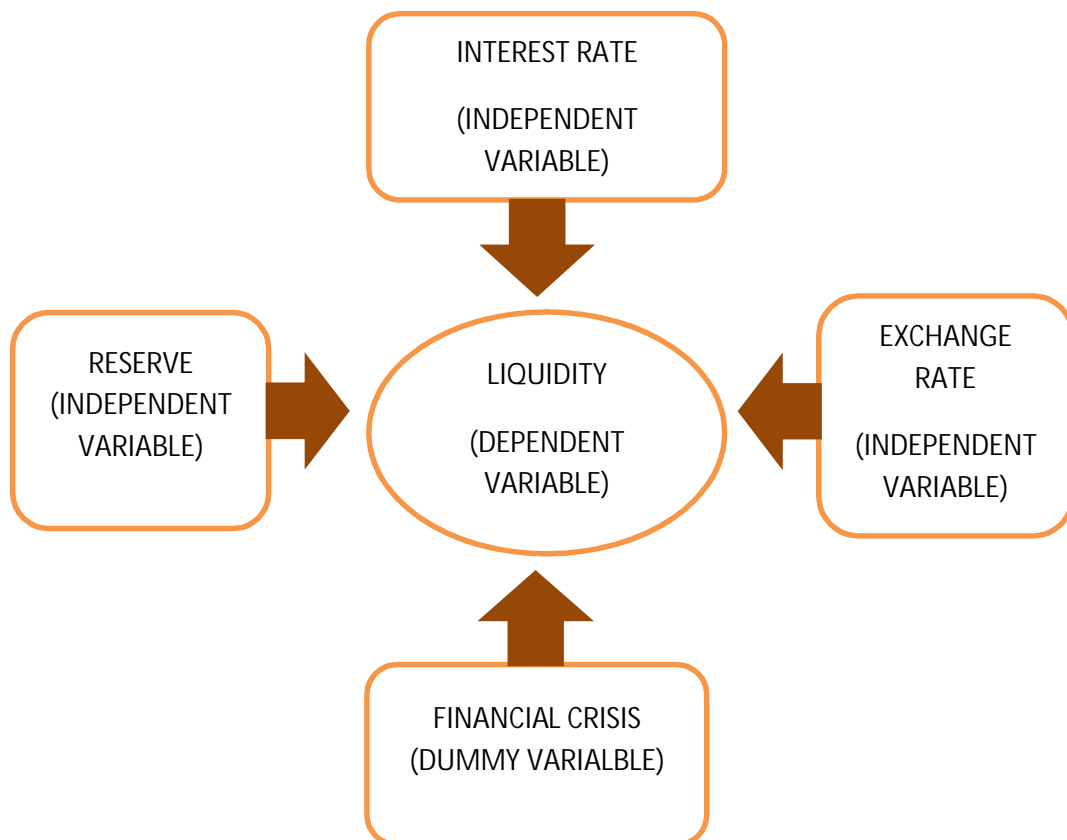 INTEREST RATE
(INDEPENDENT
VARIABLE)
RESERVE
(INDEPENDENT
VARIABLE)
LIQUIDITY
(DEPENDENT
VARIABLE)
EXCHANGE
RATE
(INDEPENDENT
VARIABLE)
FINANCIAL CRISIS
(DUMMY VARIALBLE)